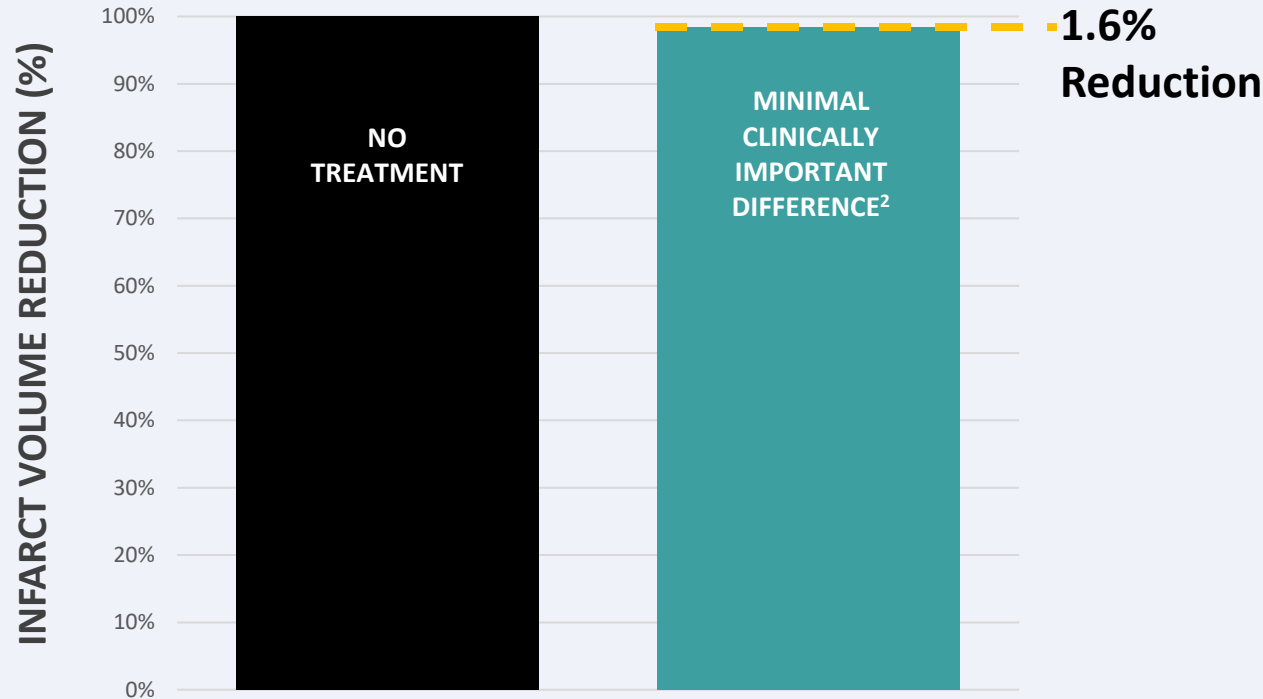 INFARCT VOLUME REDUCTION (%)
100%
90%
80%
70%
60%
50%
40%
30%
20%
10%
0%
NO
TREATMENT
MINIMAL
CLINICALLY
IMPORTANT
DIFFERENCE²
1.6%
Reduction